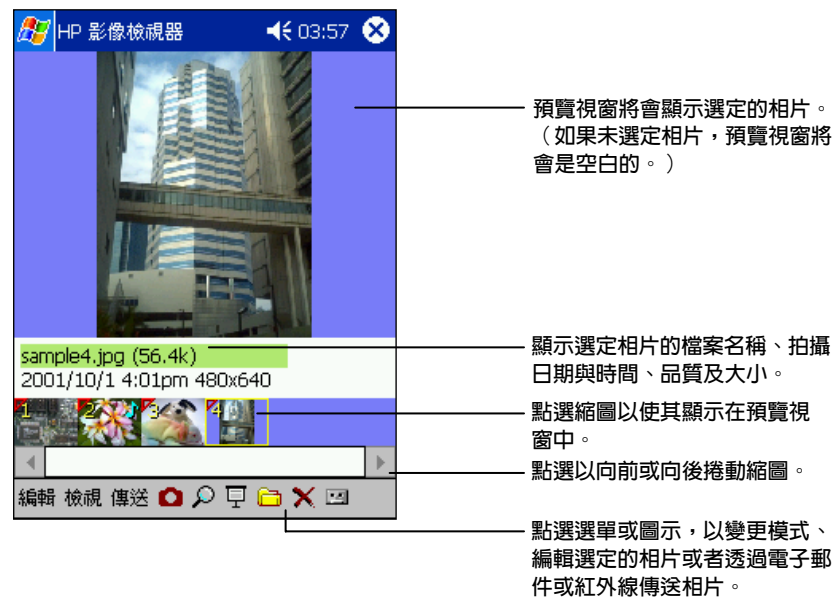 HP 影像檢視器 03:57
預覽視窗將會顯示選定的相片。
(如果未選定相片,預覽視窗將
會是空白的。)
sample4.jpg (56.4k)
2001/10/1 4:01pm 480x640
顯示選定相片的檔案名稱、拍攝
日期與時間、品質及大小。
1 2 3 4
點選縮圖以使其顯示在預覽視
窗中。
點選以向前或向後捲動縮圖。
編輯 檢視 傳送
點選選單或圖示,以變更模式、
編輯選定的相片或者透過電子郵
件或紅外線傳送相片。